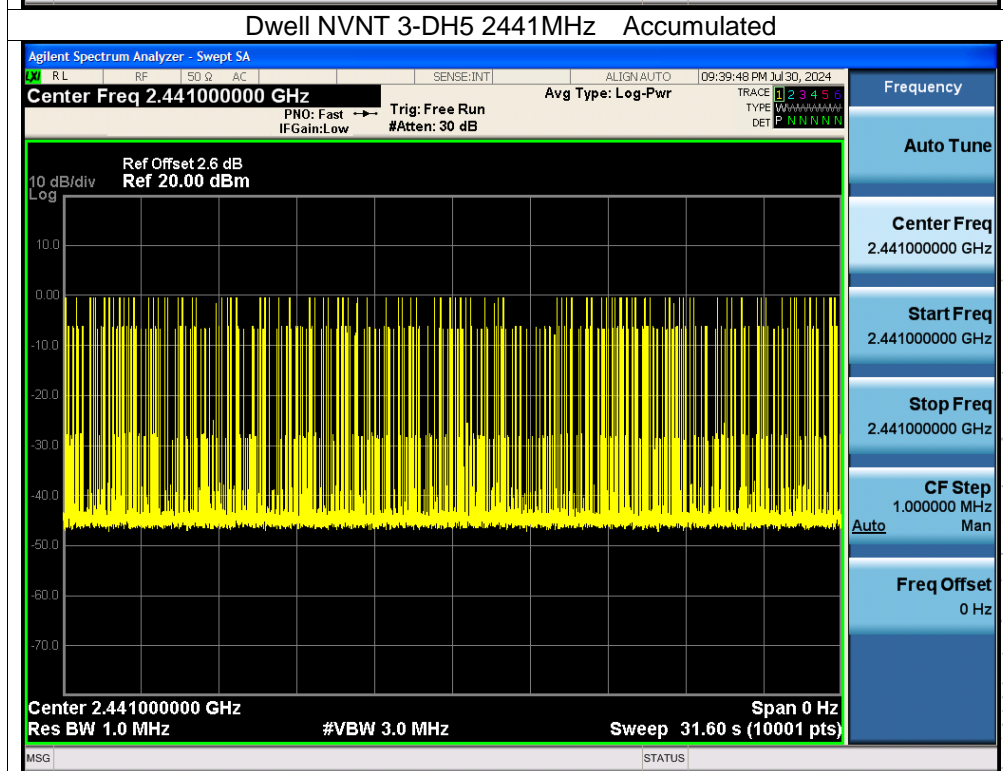 Dwell NVNT 3-DH5 2441MHz    Accumulated
Agilent Spectrum Analyzer - Swept SA
LXI RL RF 50 Ω AC SENSE:INT ALIGN AUTO 09:39:48 PM Jul 30, 2024
Center Freq 2.441000000 GHz
PNO: Fast
IFGain:Low
Trig: Free Run
#Atten: 30 dB
Avg Type: Log-Pwr
TRACE 1 2 3 4 5 6
TYPE WWWWWW
DET P N N N N N
Ref Offset 2.6 dB
10 dB/div Ref 20.00 dBm
Log
10.0
0.00
-10.0
-20.0
-30.0
-40.0
-50.0
-60.0
-70.0
Center 2.441000000 GHz Span 0 Hz
Res BW 1.0 MHz #VBW 3.0 MHz Sweep 31.60 s (10001 pts)
MSG STATUS
Frequency
Auto Tune
Center Freq
2.441000000 GHz
Start Freq
2.441000000 GHz
Stop Freq
2.441000000 GHz
CF Step
1.000000 MHz
Auto Man
Freq Offset
0 Hz